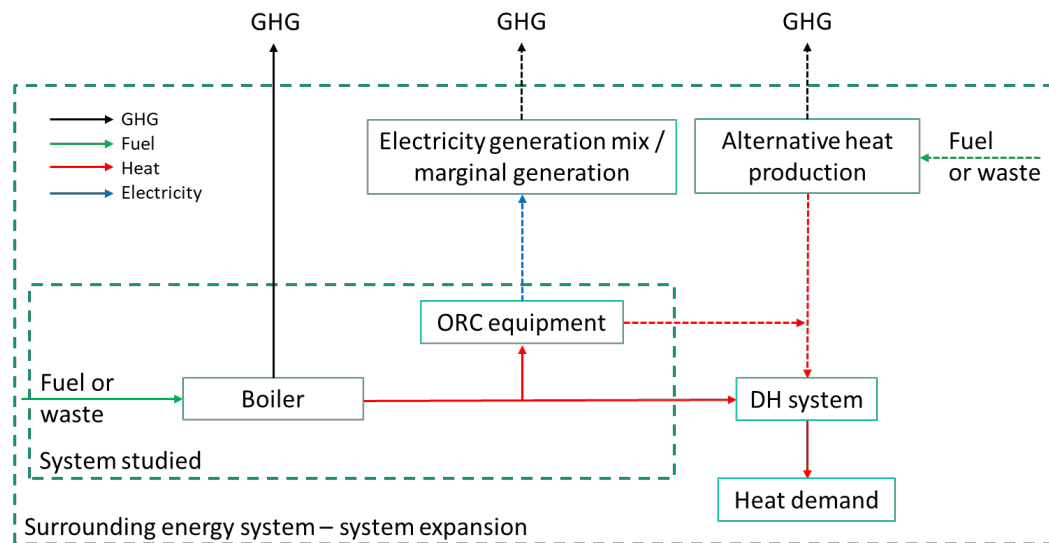 GHG
GHG
GHG
GHG
Fuel
Heat
Electricity
Electricity generation mix /
marginal generation
Alternative heat
production
Fuel
or waste
ORC equipment
Fuel or
waste
Boiler
DH system
System studied
Heat demand
Surrounding energy system – system expansion